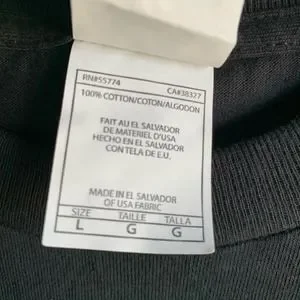 RN#55774 CA#38377
100% COTTON/COTON/ALGODON
FAIT AU EL SALVADOR
DE MATERIEL D'USA
HECHO EN EL SALVADOR
CON TELA DE E.U.
MADE IN EL SALVADOR
OF USA FABRIC
SIZE TAILLE TALLA
L G G